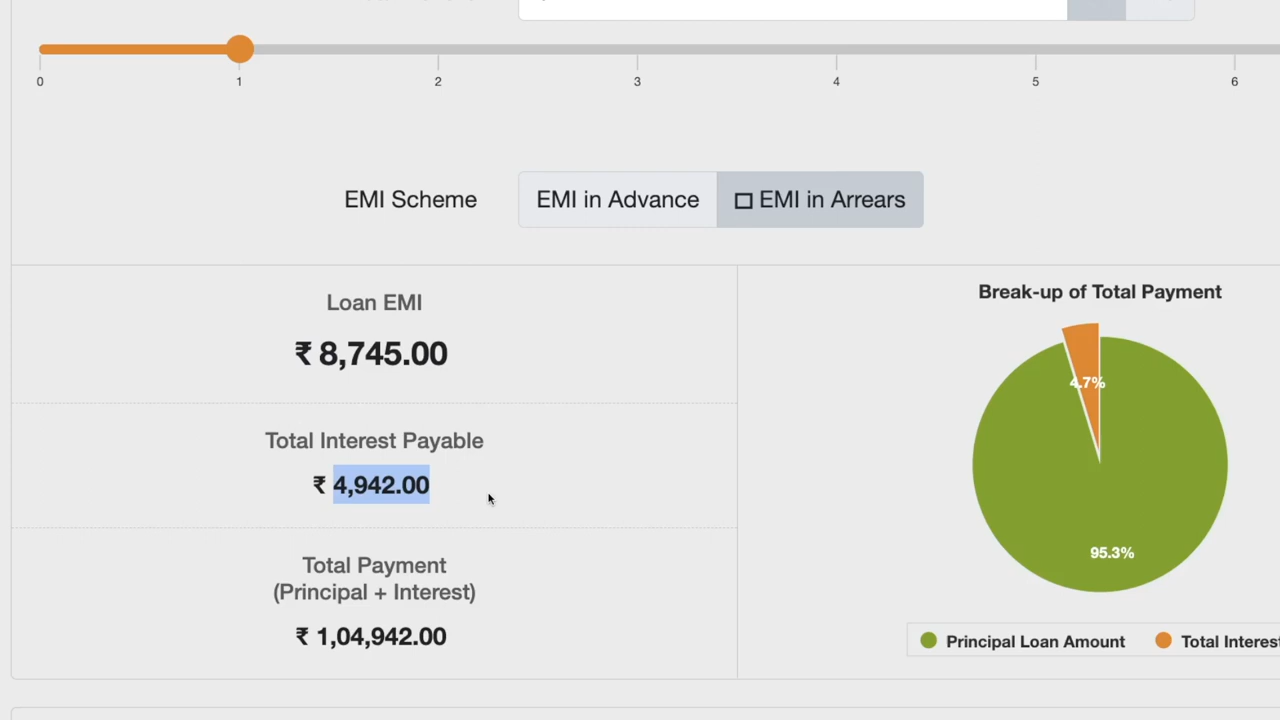 0 1 2 3 4 5 6
EMI Scheme EMI in Advance EMI in Arrears
Loan EMI
₹ 8,745.00
Total Interest Payable
₹ 4,942.00
Total Payment
(Principal + Interest)
₹ 1,04,942.00
Break-up of Total Payment
4.7%
95.3%
Principal Loan Amount Total Interest